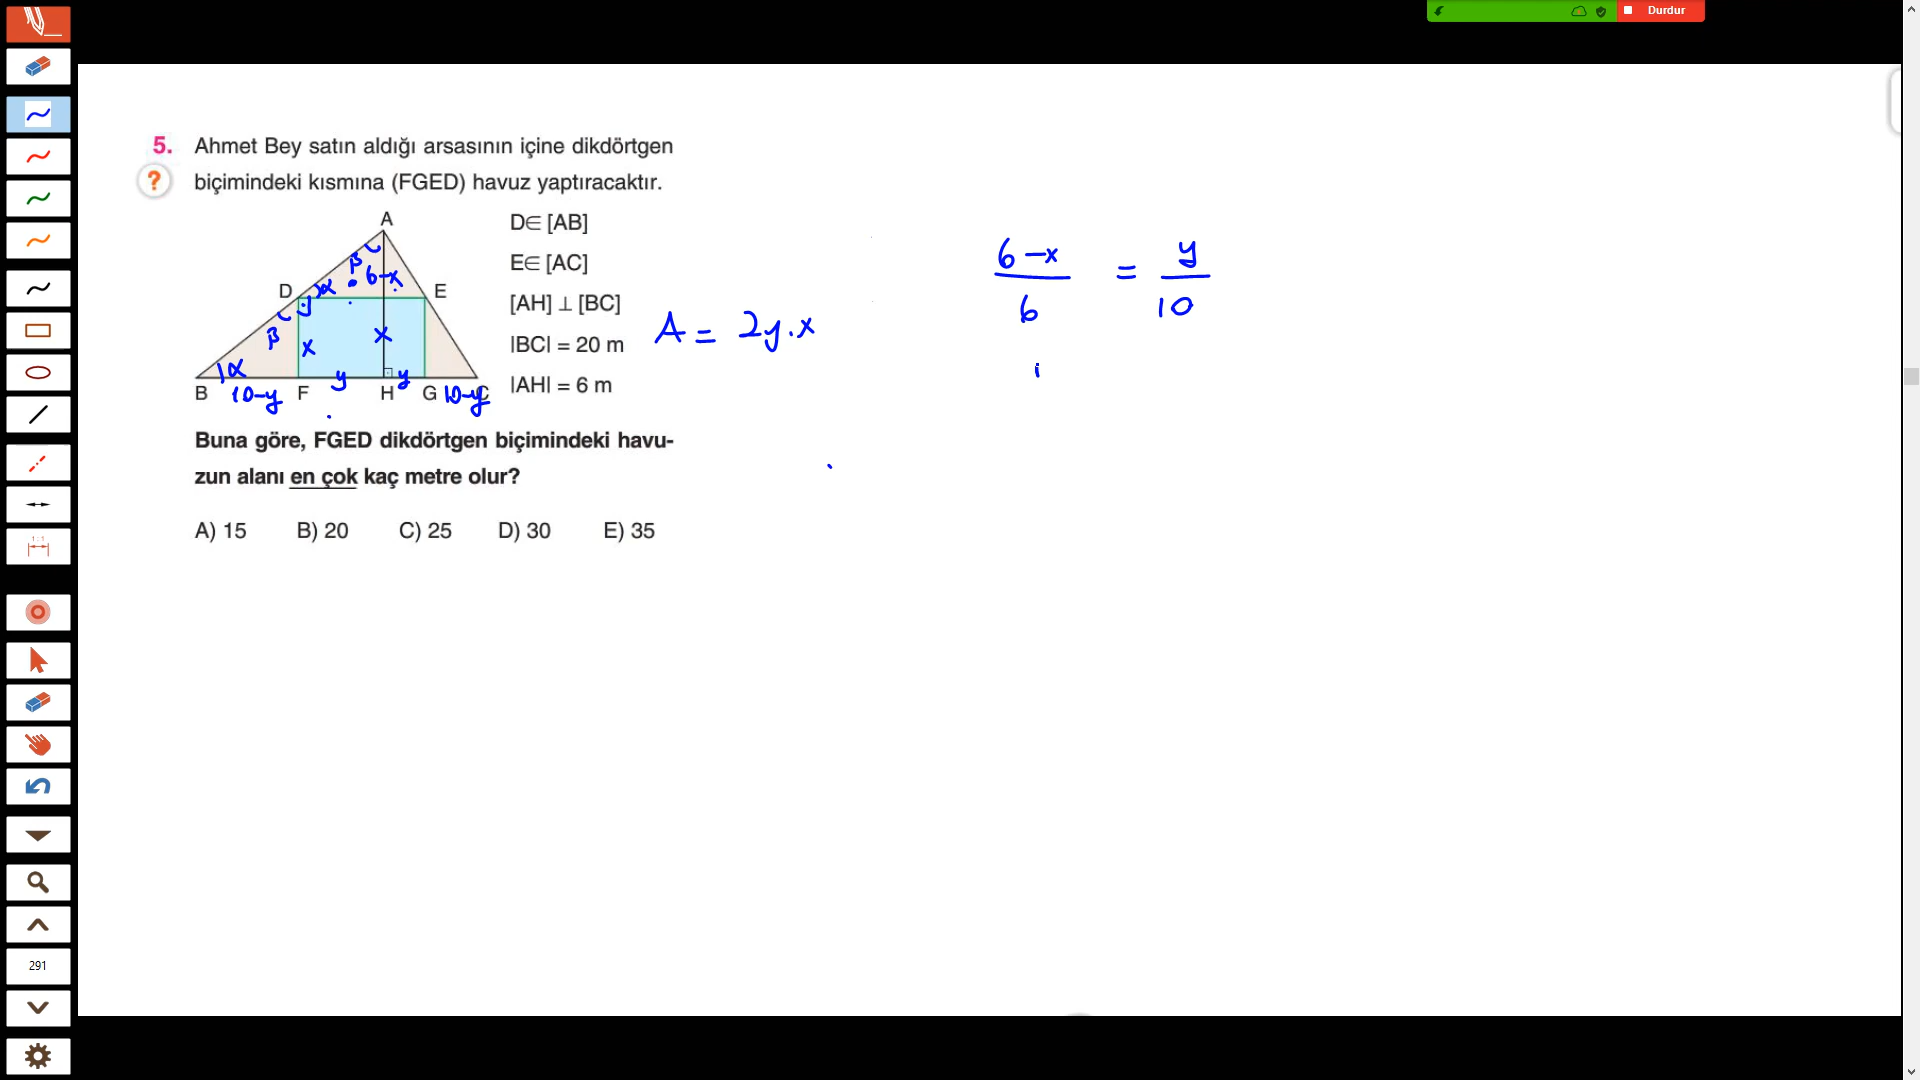 Durdur
5. Ahmet Bey satın aldığı arsasının içine dikdörtgen
? biçimindeki kısmına (FGED) havuz yaptıracaktır.
A
D
E
B
F
H
G
C
β
6-x
α
y
β
x
x
α
y
y
10-y
10-y
D∈ [AB]
E∈ [AC]
[AH] ⊥ [BC]
|BC| = 20 m
|AH| = 6 m
A = 2y.x
6-x / 6 = y / 10
Buna göre, FGED dikdörtgen biçimindeki havu-
zun alanı en çok kaç metre olur?
A) 15 B) 20 C) 25 D) 30 E) 35
1:1
291